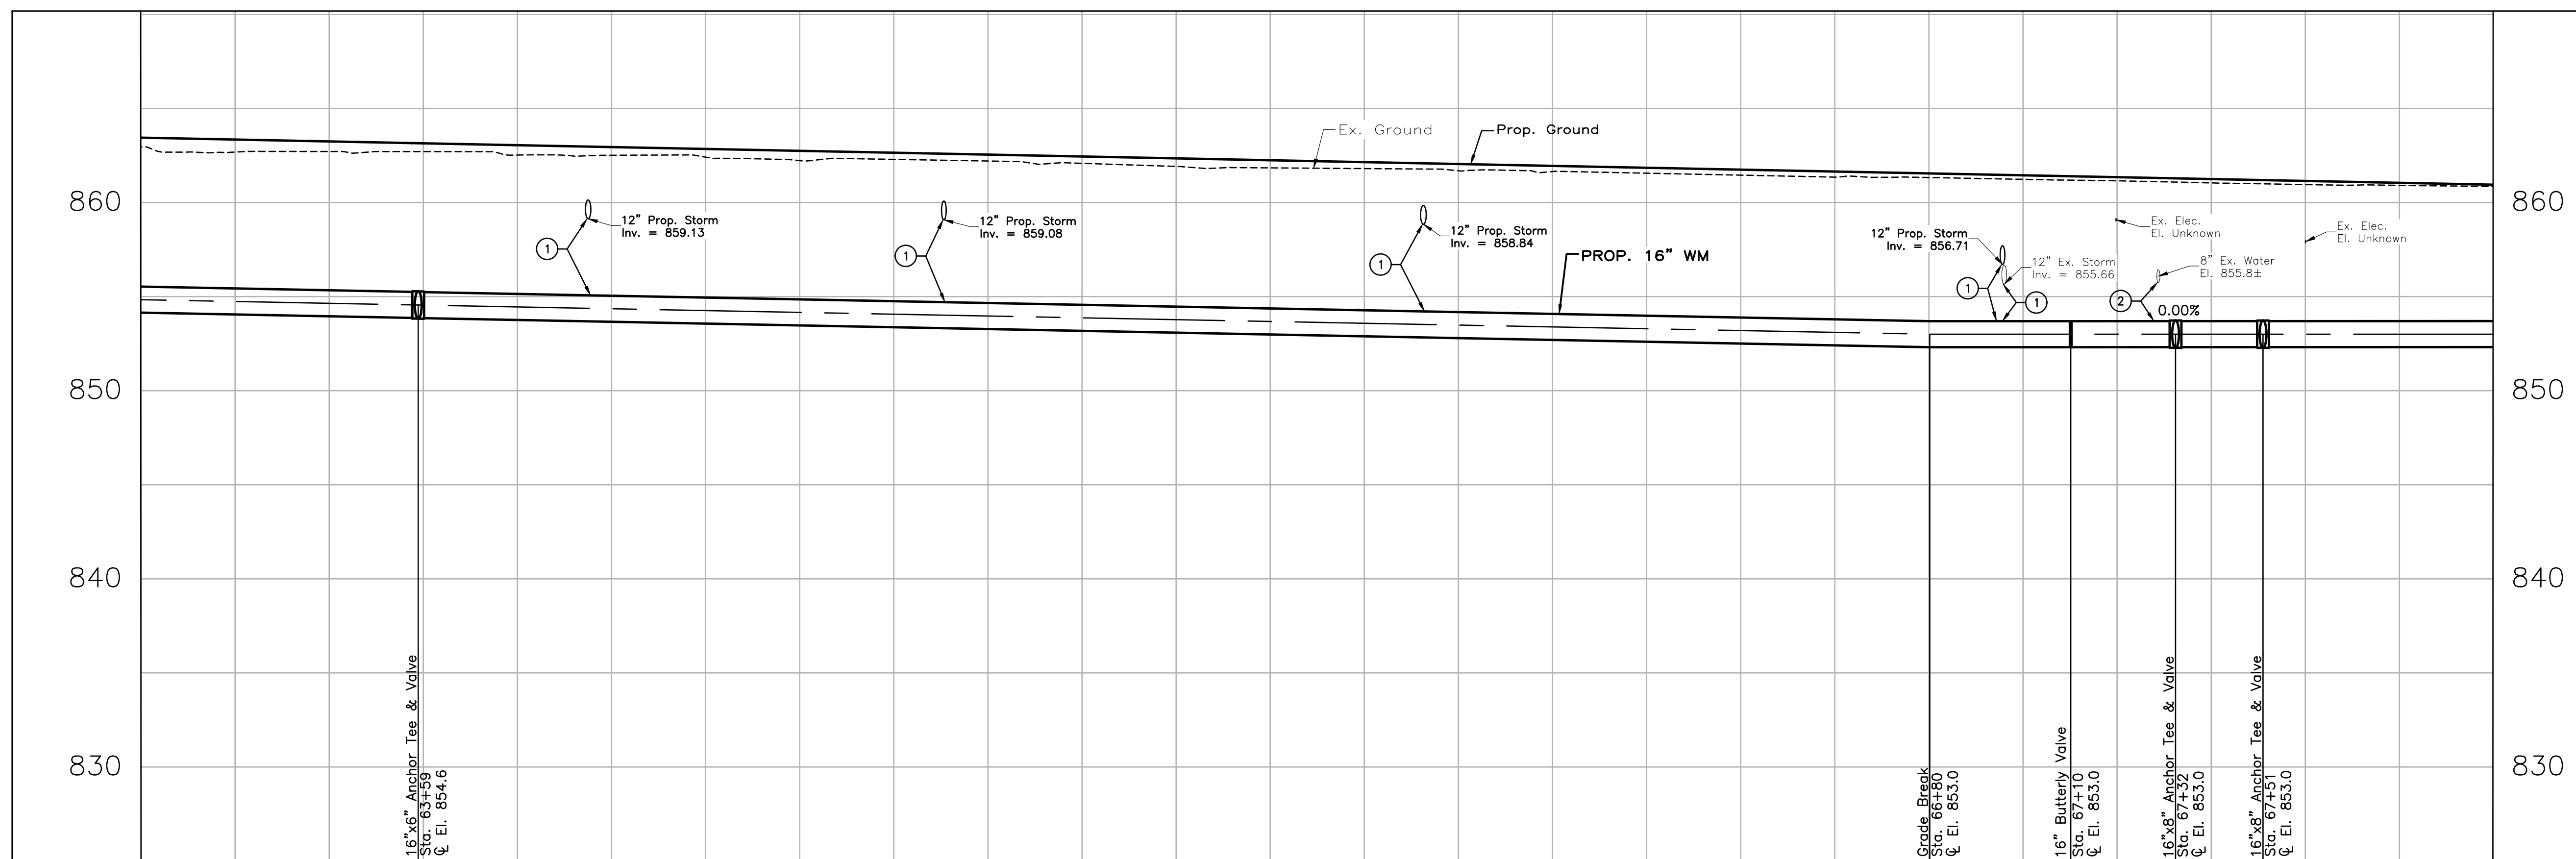 Ex. Ground
Prop. Ground
860
860
12" Prop. Storm
Inv. = 859.13
1
12" Prop. Storm
Inv. = 859.08
1
12" Prop. Storm
Inv. = 858.84
1
PROP. 16" WM
12" Prop. Storm
Inv. = 856.71
1
12" Ex. Storm
Inv. = 855.66
1
Ex. Elec.
El. Unknown
8" Ex. Water
El. 855.8±
2
0.00%
Ex. Elec.
El. Unknown
850
850
840
840
830
830
16"x6" Anchor Tee & Valve
Sta. 63+59
℄ El. 854.6
Grade Break
Sta. 66+80
℄ El. 853.0
16" Butterly Valve
Sta. 67+10
℄ El. 853.0
16"x8" Anchor Tee & Valve
Sta. 67+32
℄ El. 853.0
16"x8" Anchor Tee & Valve
Sta. 67+51
℄ El. 853.0